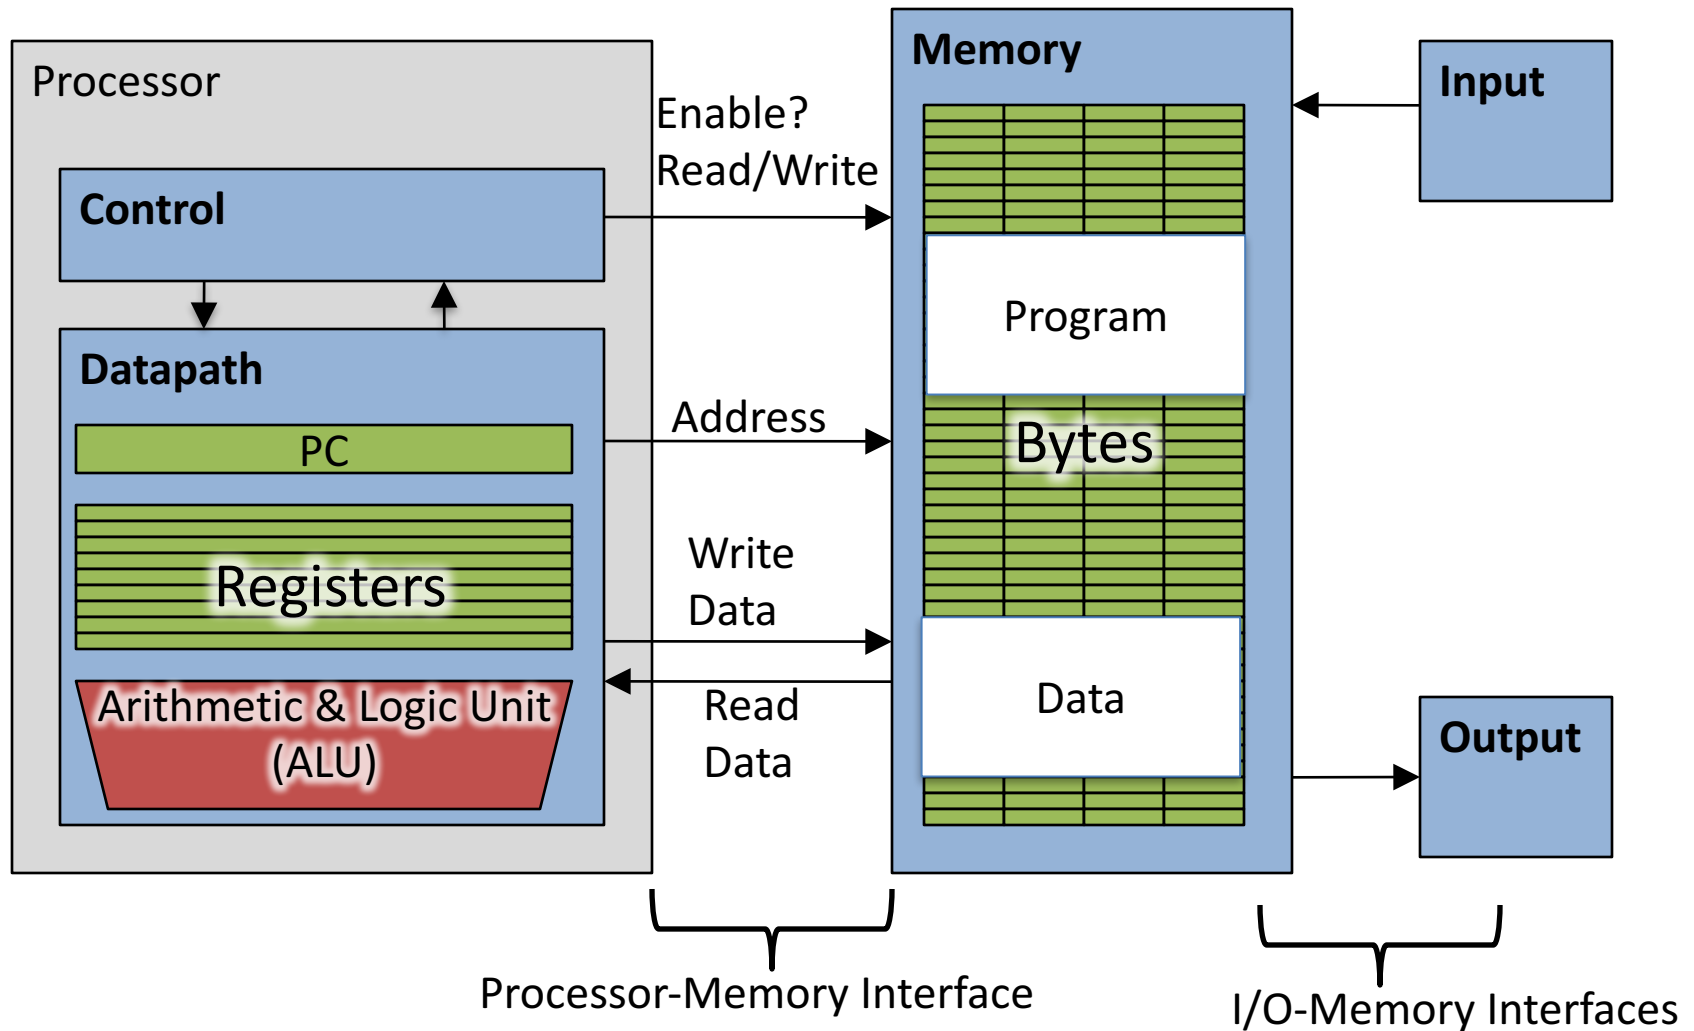 Processor
Control
Datapath
PC
Registers
Arithmetic & Logic Unit
(ALU)
Enable?
Read/Write
Address
Write
Data
Read
Data
Memory
Program
Bytes
Data
Input
Output
Processor-Memory Interface
I/O-Memory Interfaces